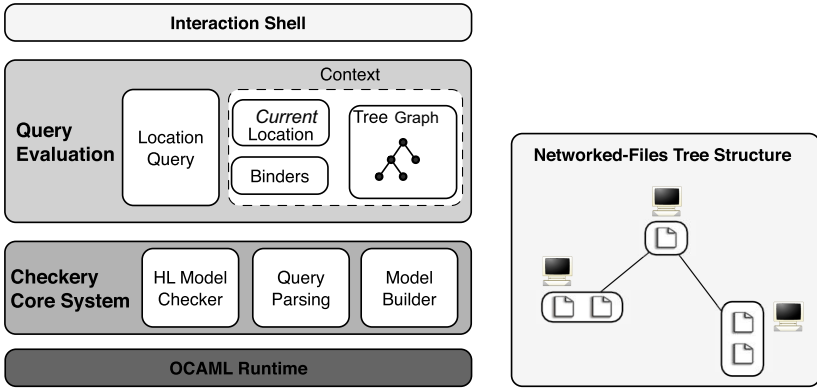 Interaction Shell
Context
Query
Evaluation
Location
Query
Current
Location
Binders
Tree Graph
Checkery
Core System
HL Model
Checker
Query
Parsing
Model
Builder
OCAML Runtime
Networked-Files Tree Structure